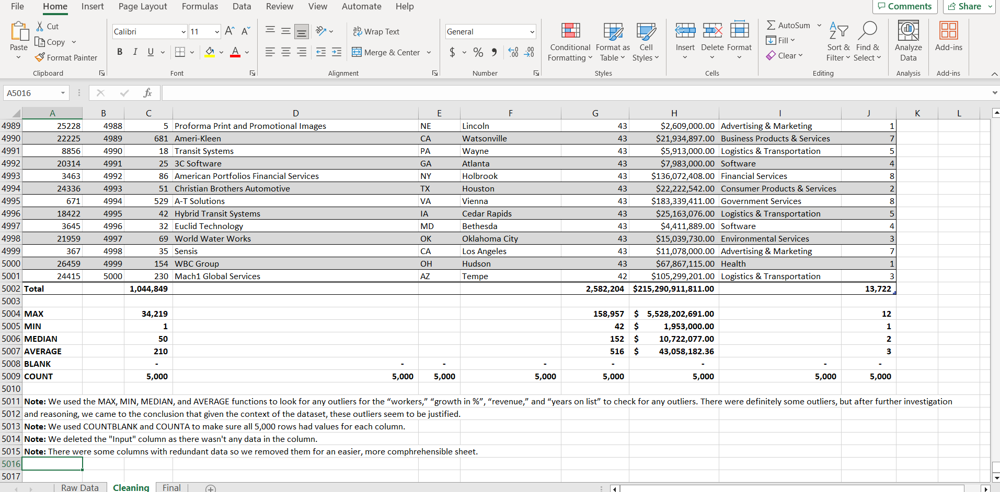 File Home Insert Page Layout Formulas Data Review View Automate Help Comments Share
Paste Cut Copy Format Painter Clipboard
Calibri 11 A A B I U A Font
Wrap Text Merge & Center Alignment
General $ % 9 .00 .00 Number
Conditional Formatting Format as Table Cell Styles Styles
Insert Delete Format Cells
AutoSum Fill Clear Sort & Filter Find & Select Editing
Analyze Data Analysis
Add-ins Add-ins
A5016 fx
A B C D E F G H I J K L
4989 25228 4988 5 Proforma Print and Promotional Images NE Lincoln 43 $2,609,000.00 Advertising & Marketing 1
4990 22225 4989 681 Ameri-Kleen CA Watsonville 43 $21,934,897.00 Business Products & Services 7
4991 8856 4990 18 Transit Systems PA Wayne 43 $5,913,000.00 Logistics & Transportation 5
4992 20314 4991 25 3C Software GA Atlanta 43 $7,983,000.00 Software 4
4993 3463 4992 86 American Portfolios Financial Services NY Holbrook 43 $136,072,408.00 Financial Services 8
4994 24336 4993 51 Christian Brothers Automotive TX Houston 43 $22,222,542.00 Consumer Products & Services 2
4995 671 4994 529 A-T Solutions VA Vienna 43 $183,339,411.00 Government Services 8
4996 18422 4995 42 Hybrid Transit Systems IA Cedar Rapids 43 $25,163,076.00 Logistics & Transportation 5
4997 3645 4996 32 Euclid Technology MD Bethesda 43 $4,411,889.00 Software 4
4998 21959 4997 69 World Water Works OK Oklahoma City 43 $15,039,730.00 Environmental Services 3
4999 367 4998 35 Sensis CA Los Angeles 43 $11,078,000.00 Advertising & Marketing 7
5000 26459 4999 154 WBC Group OH Hudson 43 $67,867,115.00 Health 1
5001 24415 5000 230 Mach1 Global Services AZ Tempe 42 $105,299,201.00 Logistics & Transportation 3
5002 Total 1,044,849 2,582,204 $215,290,911,811.00 13,722
5003
5004 MAX 34,219 158,957 $ 5,528,202,691.00 12
5005 MIN 1 42 $ 1,953,000.00 1
5006 MEDIAN 50 152 $ 10,722,077.00 2
5007 AVERAGE 210 516 $ 43,058,182.36 3
5008 BLANK - - - - - - - -
5009 COUNT 5,000 5,000 5,000 5,000 5,000 5,000 5,000 5,000
5010
5011 Note: We used the MAX, MIN, MEDIAN, and AVERAGE functions to look for any outliers for the “workers,” “growth in %”, “revenue,” and “years on list” to check for any outliers. There were definitely some outliers, but after further investigation
5012 and reasoning, we came to the conclusion that given the context of the dataset, these outliers seem to be justified.
5013 Note: We used COUNTBLANK and COUNTA to make sure all 5,000 rows had values for each column.
5014 Note: We deleted the "Input" column as there wasn't any data in the column.
5015 Note: There were some columns with redundant data so we removed them for an easier, more comphrehensible sheet.
5016
5017
Raw Data Cleaning Final